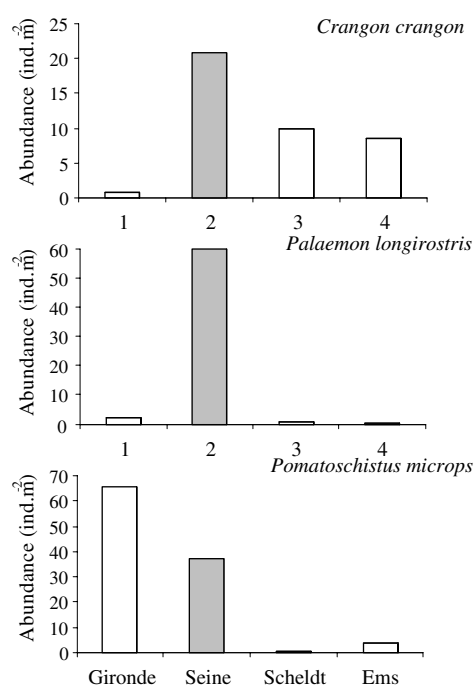 Crangon crangon
Abundance (ind.m⁻²)
25
20
15
10
5
0
1 2 3 4
Palaemon longirostris
Abundance (ind.m⁻²)
60
50
40
30
20
10
0
1 2 3 4
Pomatoschistus microps
Abundance (ind.m⁻²)
70
60
50
40
30
20
10
0
Gironde Seine Scheldt Ems